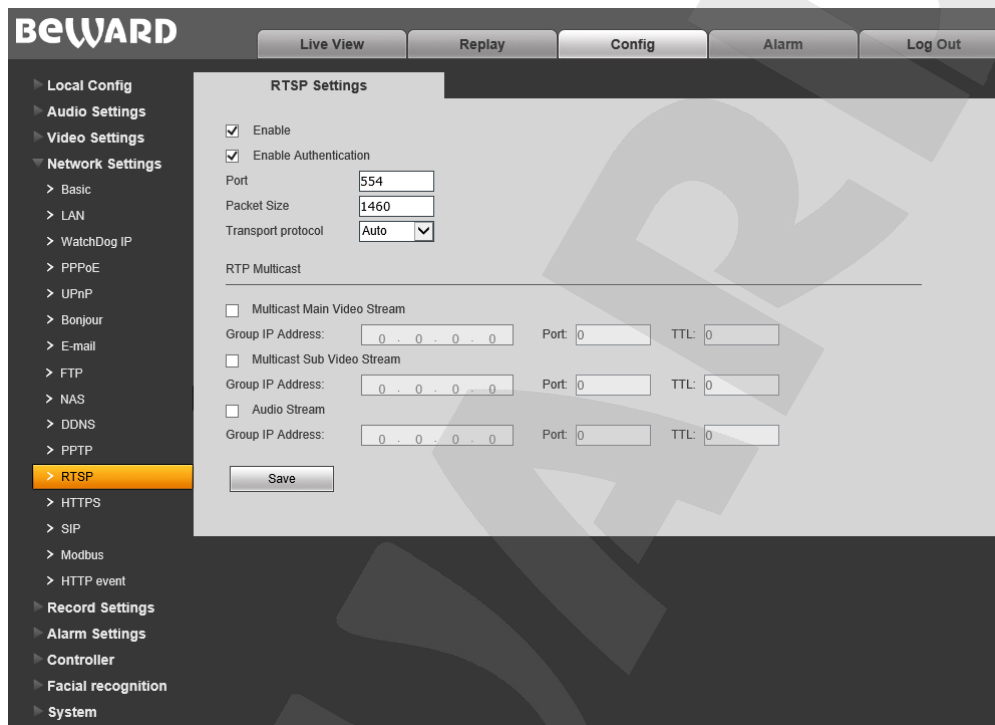 BEWARD
Live View Replay Config Alarm Log Out
Local Config
Audio Settings
Video Settings
Network Settings
Basic
LAN
WatchDog IP
PPPoE
UPnP
Bonjour
E-mail
FTP
NAS
DDNS
PPTP
RTSP
HTTPS
SIP
Modbus
HTTP event
Record Settings
Alarm Settings
Controller
Facial recognition
System
RTSP Settings
Enable
Enable Authentication
Port 554
Packet Size 1460
Transport protocol Auto
RTP Multicast
Multicast Main Video Stream
Group IP Address: 0 . 0 . 0 . 0 Port: 0 TTL: 0
Multicast Sub Video Stream
Group IP Address: 0 . 0 . 0 . 0 Port: 0 TTL: 0
Audio Stream
Group IP Address: 0 . 0 . 0 . 0 Port: 0 TTL: 0
Save